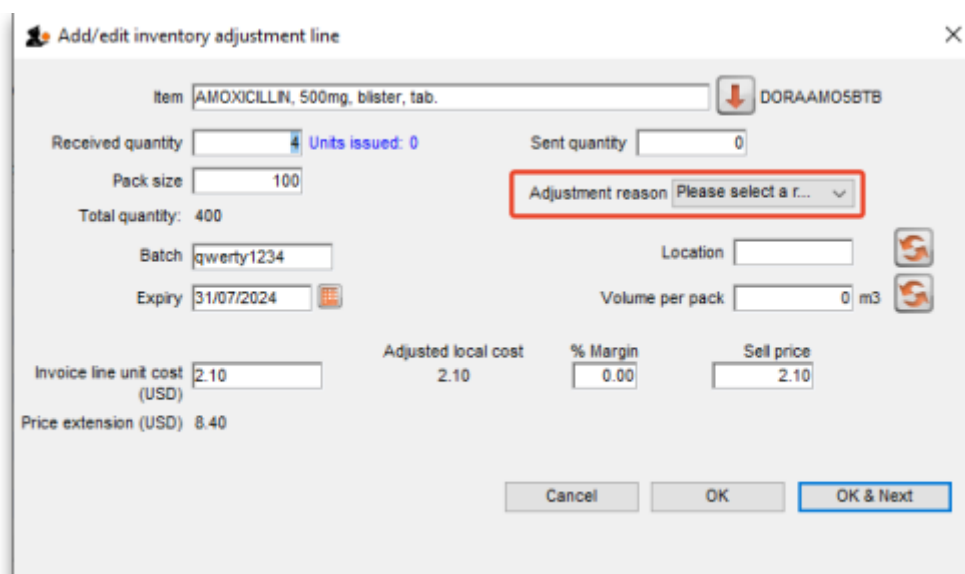 Add/edit inventory adjustment line
Item AMOXICILLIN, 500mg, blister, tab. DORAAMO5BTB
Received quantity 4 Units issued: 0 Sent quantity 0
Pack size 100
Adjustment reason Please select a r...
Total quantity: 400
Batch qwerty1234 Location
Expiry 31/07/2024 Volume per pack 0 m3
Adjusted local cost % Margin Sell price
Invoice line unit cost 2.10 2.10 0.00 2.10
(USD)
Price extension (USD) 8.40
Cancel OK OK & Next